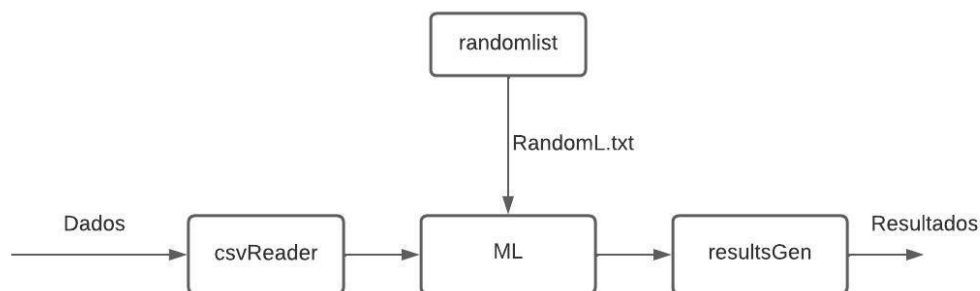 randomlist
RandomL.txt
Dados
csvReader
ML
resultsGen
Resultados